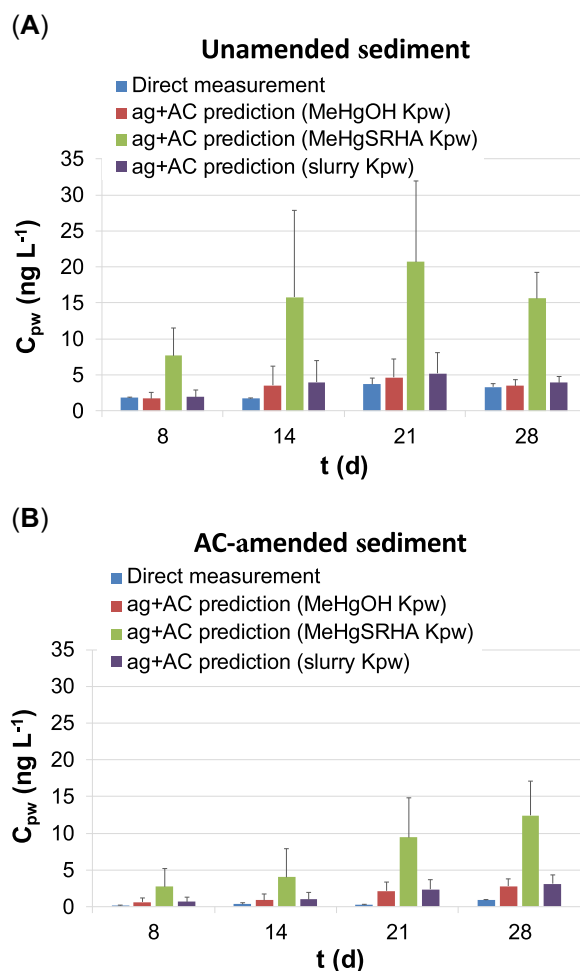 (A)
Unamended sediment
Direct measurement
ag+AC prediction (MeHgOH Kpw)
ag+AC prediction (MeHgSRHA Kpw)
ag+AC prediction (slurry Kpw)
35
30
25
20
15
10
5
0
Cpw (ng L-1)
8 14 21 28
t (d)
(B)
AC-amended sediment
Direct measurement
ag+AC prediction (MeHgOH Kpw)
ag+AC prediction (MeHgSRHA Kpw)
ag+AC prediction (slurry Kpw)
35
30
25
20
15
10
5
0
Cpw (ng L-1)
8 14 21 28
t (d)